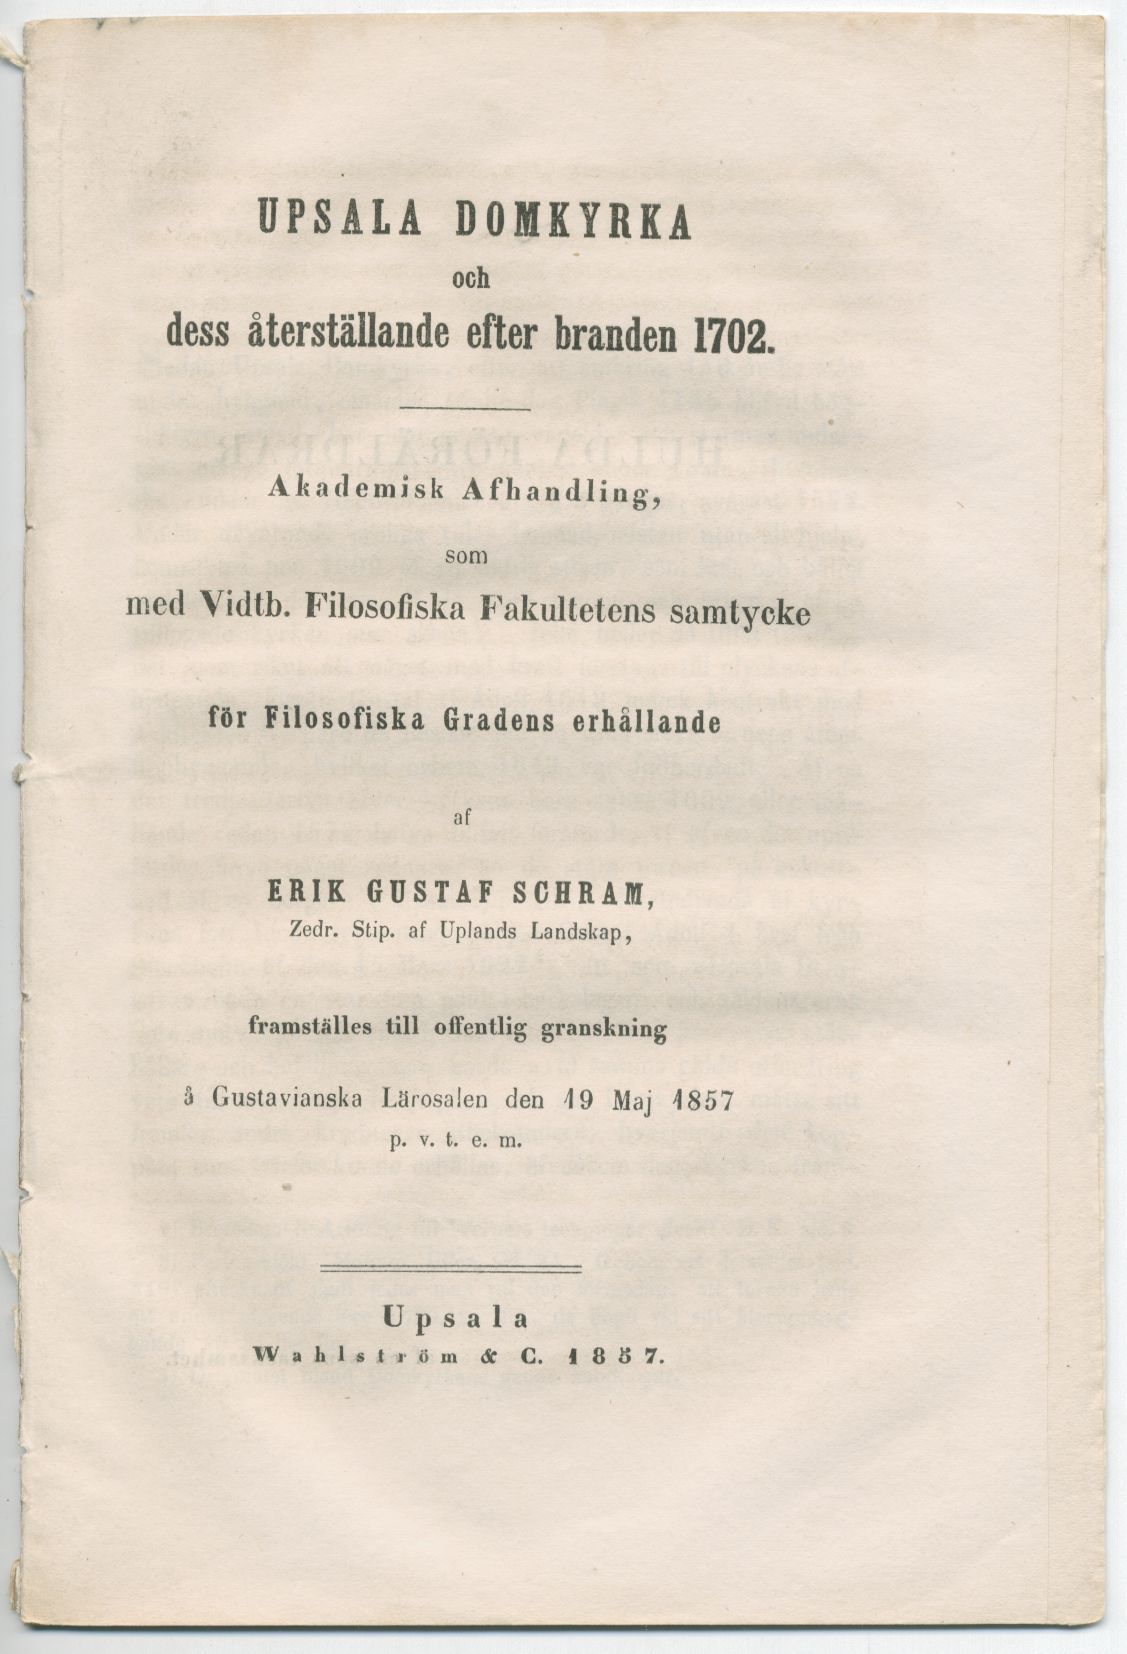 UPSALA DOMKYRKA
och
dess återställande efter branden 1702.
Akademisk Afhandling,
som
med Vidtb. Filosofiska Fakultetens samtycke
för Filosofiska Gradens erhållande
af
ERIK GUSTAF SCHRAM,
Zedr. Stip. af Uplands Landskap,
framställes till offentlig granskning
å Gustavianska Lärosalen den 19 Maj 1857
p. v. t. e. m.
Upsala
Wahlström & C. 1857.